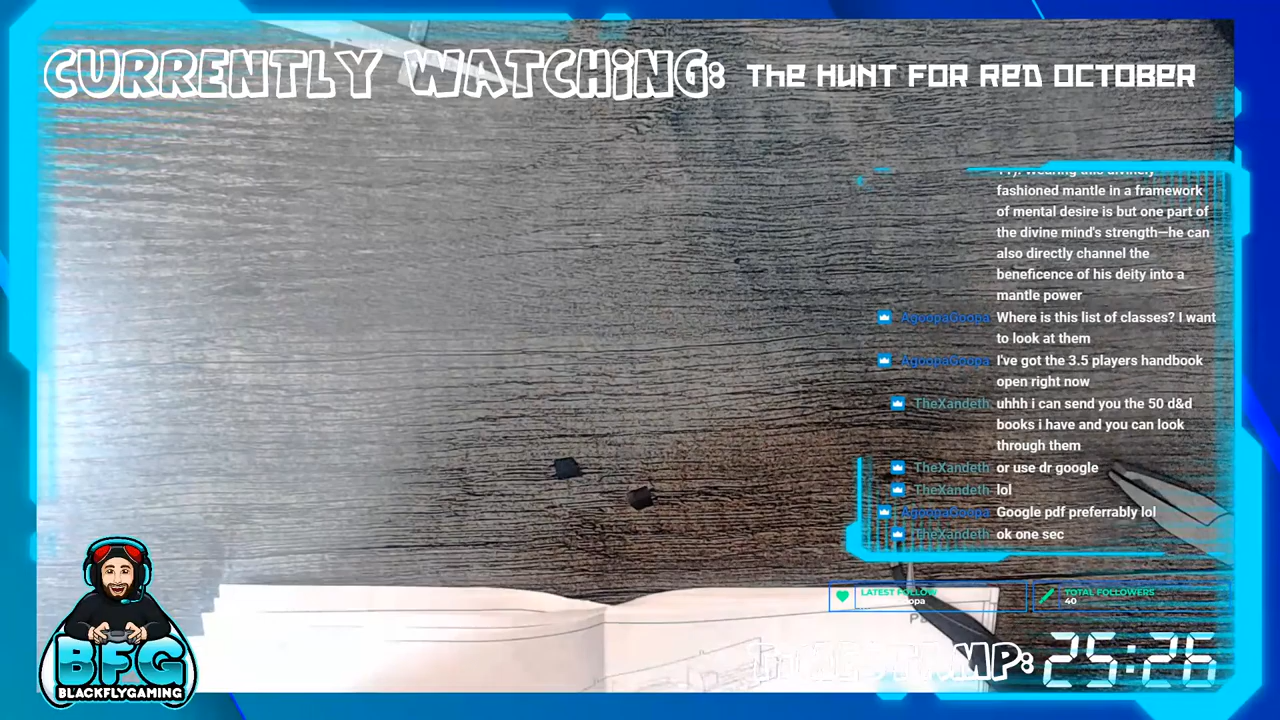 CURRENTLY WATCHiNG: The HUNT FOR RED OCTOBER
fashioned mantle in a framework
of mental desire is but one part of
the divine mind's strength—he can
also directly channel the
beneficence of his deity into a
mantle power
AgoopaGoopa Where is this list of classes? I want
to look at them
AgoopaGoopa I've got the 3.5 players handbook
open right now
TheXandeth uhhh i can send you the 50 d&d
books i have and you can look
through them
TheXandeth or use dr google
TheXandeth lol
AgoopaGoopa Google pdf preferrably lol
TheXandeth ok one sec
LATEST FOLLOW
opa
TOTAL FOLLOWERS
40
25:26
BFG
BLACKFLYGAMING